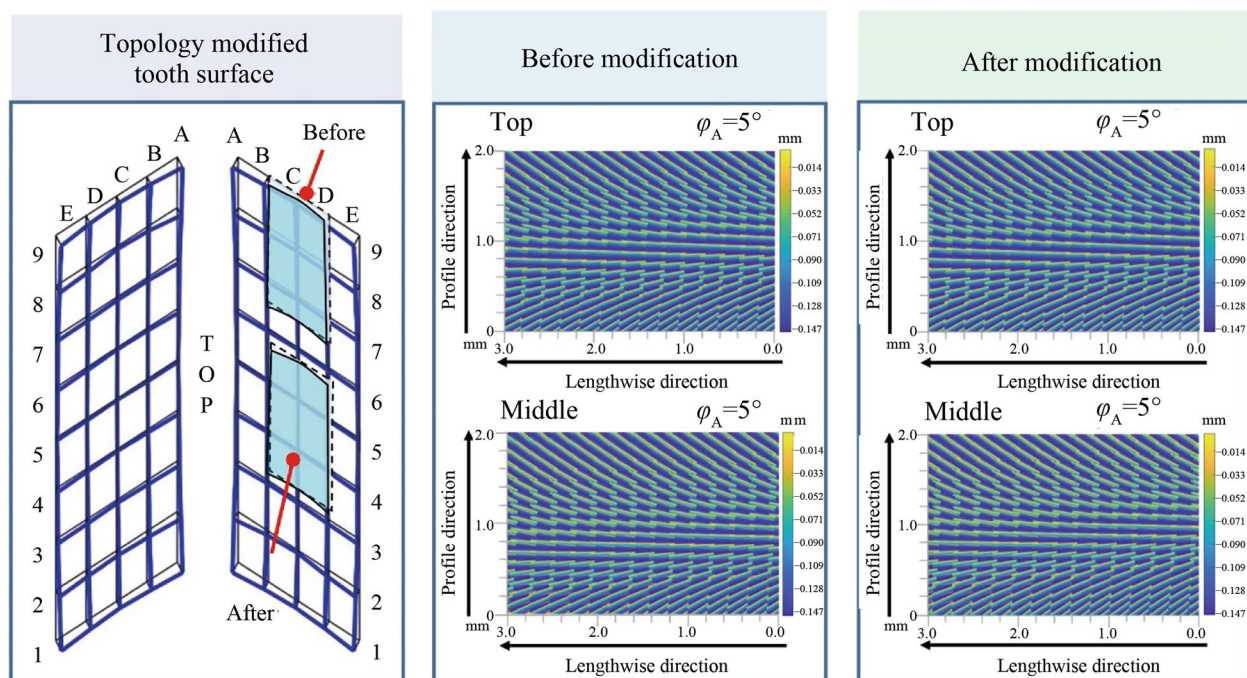 Topology modified
tooth surface
A
B
C
D
E
9
8
7
6
5
4
3
2
1
T
O
P
Before
A
B
C
D
E
9
8
7
6
5
4
3
2
1
After
Before modification
Top
φA=5°
mm
2.0
1.0
0
mm
3.0 2.0 1.0 0.0
Profile direction
Lengthwise direction
−0.014
−0.033
−0.052
−0.090
−0.109
−0.128
−0.147
Middle
φA=5°
mm
2.0
1.0
0
mm
3.0 2.0 1.0 0.0
Profile direction
Lengthwise direction
−0.014
−0.033
−0.052
−0.090
−0.109
−0.128
−0.147
After modification
Top
φA=5°
mm
2.0
1.0
0
mm
3.0 2.0 1.0 0.0
Profile direction
Lengthwise direction
−0.014
−0.033
−0.052
−0.090
−0.109
−0.128
−0.147
Middle
φA=5°
mm
2.0
1.0
0
mm
3.0 2.0 1.0 0.0
Profile direction
Lengthwise direction
−0.014
−0.033
−0.052
−0.090
−0.109
−0.128
−0.147